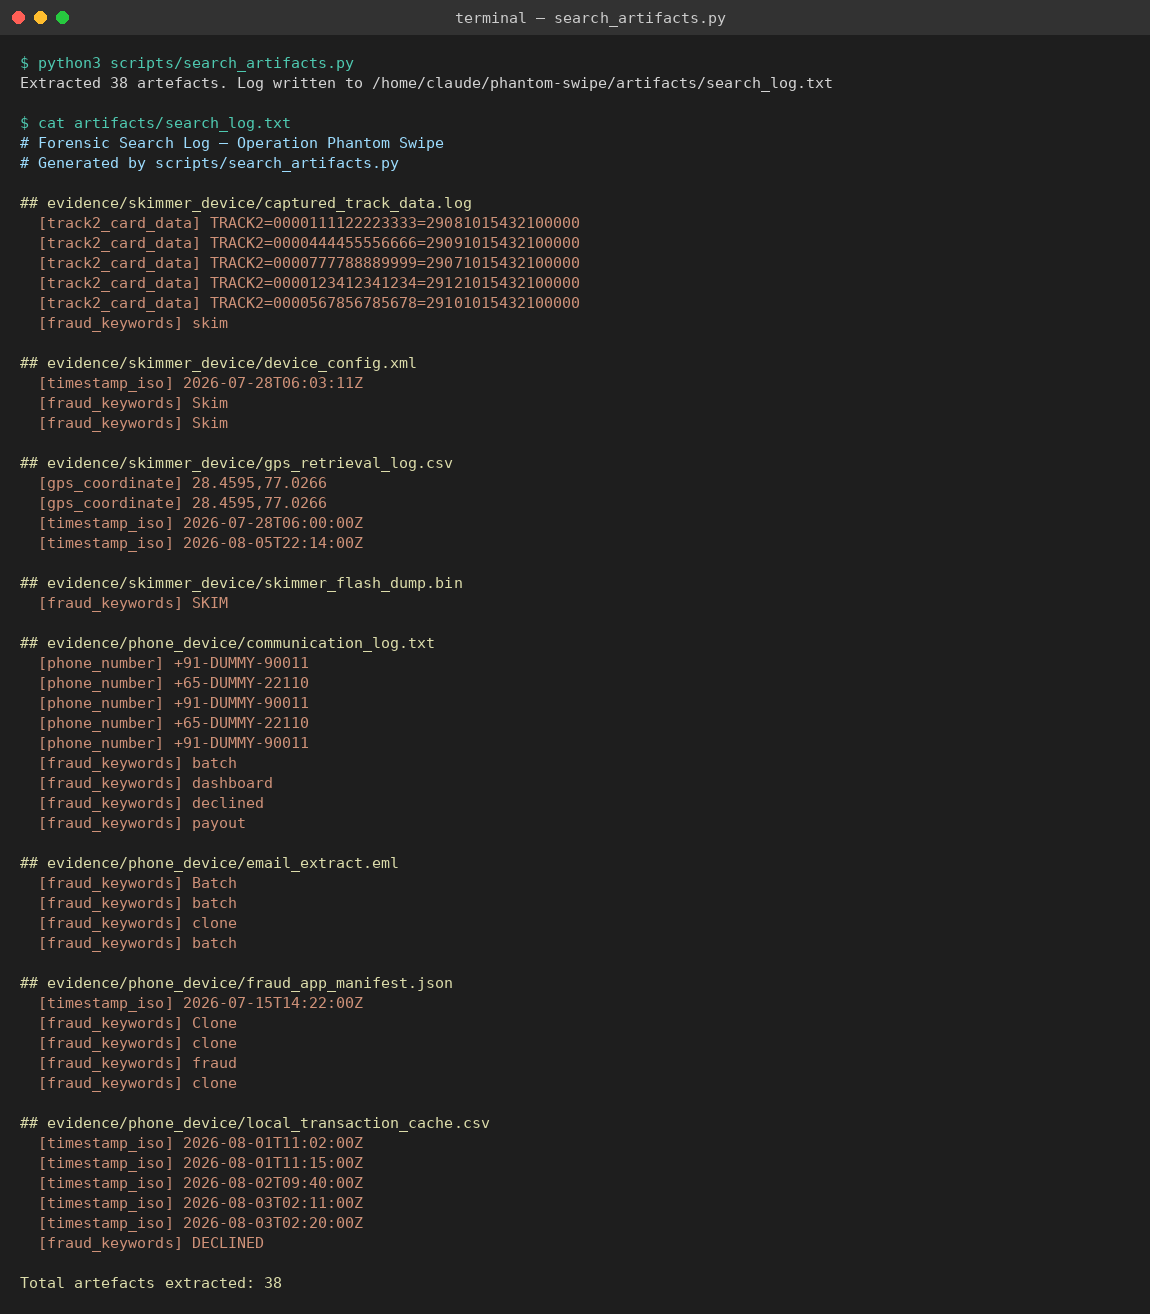 terminal — search_artifacts.py
$ python3 scripts/search_artifacts.py
Extracted 38 artefacts. Log written to /home/claude/phantom-swipe/artifacts/search_log.txt
$ cat artifacts/search_log.txt
# Forensic Search Log — Operation Phantom Swipe
# Generated by scripts/search_artifacts.py
## evidence/skimmer_device/captured_track_data.log
[track2_card_data] TRACK2=0000111122223333=29081015432100000
[track2_card_data] TRACK2=0000444455556666=29091015432100000
[track2_card_data] TRACK2=0000777788889999=29071015432100000
[track2_card_data] TRACK2=0000123412341234=29121015432100000
[track2_card_data] TRACK2=0000567856785678=29101015432100000
[fraud_keywords] skim
## evidence/skimmer_device/device_config.xml
[timestamp_iso] 2026-07-28T06:03:11Z
[fraud_keywords] Skim
[fraud_keywords] Skim
## evidence/skimmer_device/gps_retrieval_log.csv
[gps_coordinate] 28.4595,77.0266
[gps_coordinate] 28.4595,77.0266
[timestamp_iso] 2026-07-28T06:00:00Z
[timestamp_iso] 2026-08-05T22:14:00Z
## evidence/skimmer_device/skimmer_flash_dump.bin
[fraud_keywords] SKIM
## evidence/phone_device/communication_log.txt
[phone_number] +91-DUMMY-90011
[phone_number] +65-DUMMY-22110
[phone_number] +91-DUMMY-90011
[phone_number] +65-DUMMY-22110
[phone_number] +91-DUMMY-90011
[fraud_keywords] batch
[fraud_keywords] dashboard
[fraud_keywords] declined
[fraud_keywords] payout
## evidence/phone_device/email_extract.eml
[fraud_keywords] Batch
[fraud_keywords] batch
[fraud_keywords] clone
[fraud_keywords] batch
## evidence/phone_device/fraud_app_manifest.json
[timestamp_iso] 2026-07-15T14:22:00Z
[fraud_keywords] Clone
[fraud_keywords] clone
[fraud_keywords] fraud
[fraud_keywords] clone
## evidence/phone_device/local_transaction_cache.csv
[timestamp_iso] 2026-08-01T11:02:00Z
[timestamp_iso] 2026-08-01T11:15:00Z
[timestamp_iso] 2026-08-02T09:40:00Z
[timestamp_iso] 2026-08-03T02:11:00Z
[timestamp_iso] 2026-08-03T02:20:00Z
[fraud_keywords] DECLINED
Total artefacts extracted: 38